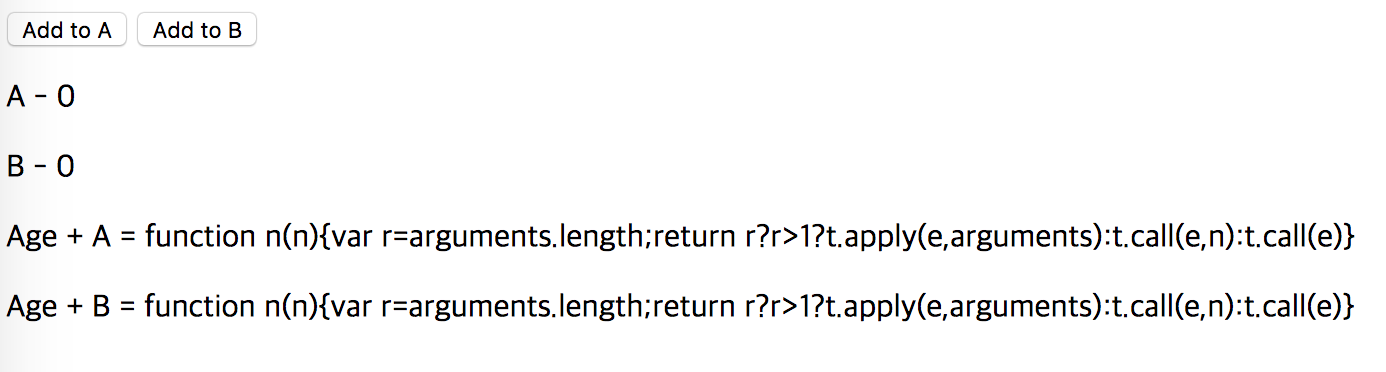 Add to A Add to B
A - 0
B - 0
Age + A = function n(n){var r=arguments.length;return r?r>1?t.apply(e,arguments):t.call(e,n):t.call(e)}
Age + B = function n(n){var r=arguments.length;return r?r>1?t.apply(e,arguments):t.call(e,n):t.call(e)}